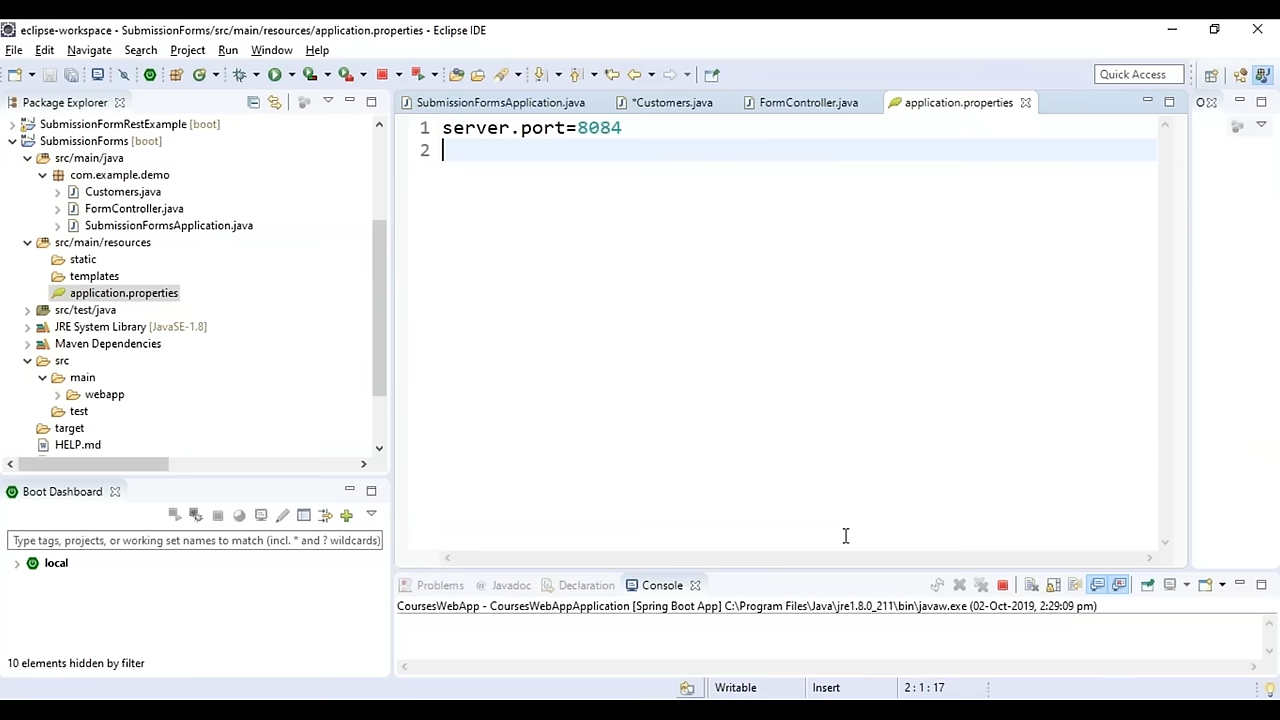 eclipse-workspace - SubmissionForms/src/main/resources/application.properties - Eclipse IDE
File Edit Navigate Search Project Run Window Help
Quick Access
Package Explorer
SubmissionFormRestExample [boot]
SubmissionForms [boot]
src/main/java
com.example.demo
Customers.java
FormController.java
SubmissionFormsApplication.java
src/main/resources
static
templates
application.properties
src/test/java
JRE System Library [JavaSE-1.8]
Maven Dependencies
src
main
webapp
test
target
HELP.md
SubmissionFormsApplication.java *Customers.java FormController.java application.properties
1 server.port=8084
2
O
Boot Dashboard
Type tags, projects, or working set names to match (incl. * and ? wildcards)
local
10 elements hidden by filter
Problems @ Javadoc Declaration Console
CoursesWebApp - CoursesWebAppApplication [Spring Boot App] C:\Program Files\Java\jre1.8.0_211\bin\javaw.exe (02-Oct-2019, 2:29:09 pm)
Writable Insert 2:1:17